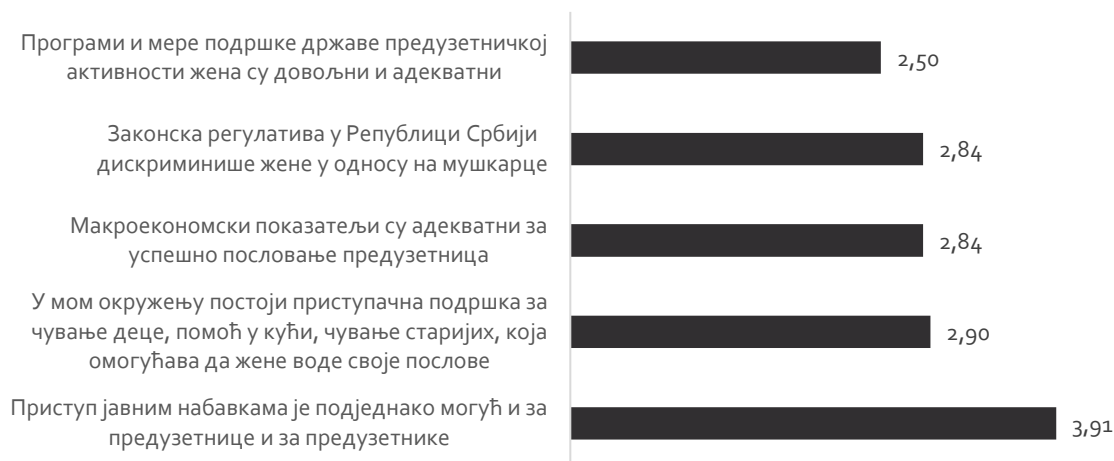 Програми и мере подршке државе предузетничкој
активности жена су довољни и адекватни
2,50
Законска регулатива у Републици Србији
дискриминише жене у односу на мушкарце
2,84
Макроекономски показатељи су адекватни за
успешно пословање предузетница
2,84
У мом окружењу постоји приступачна подршка за
чување деце, помоћ у кући, чување старијих, која
омогућава да жене воде своје послове
2,90
Приступ јавним набавкама је подједнако могућ и за
предузетнице и за предузетнике
3,91